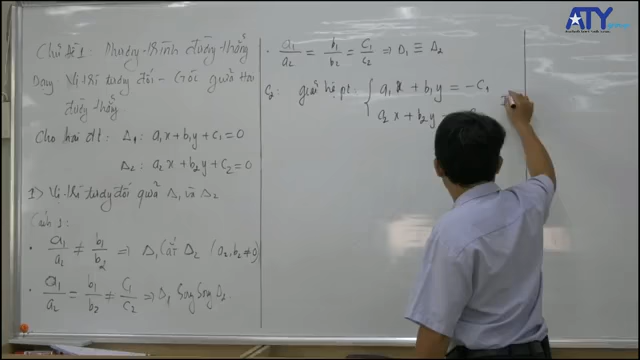 Chủ đề 1: Phương trình đường thẳng
Dạng Vị trí tương đối - Góc giữa hai
đường thẳng
Cho hai đt: Δ₁: a₁x + b₁y + c₁ = 0
Δ₂: a₂x + b₂y + c₂ = 0
1) Vị trí tương đối giữa Δ₁ và Δ₂
Cách 1:
• a₁/a₂ ≠ b₁/b₂ ⇒ Δ₁ cắt Δ₂ (a₂, b₂ ≠ 0)
• a₁/a₂ = b₁/b₂ ≠ c₁/c₂ ⇒ Δ₁ song song Δ₂.
• a₁/a₂ = b₁/b₂ = c₁/c₂ ⇒ Δ₁ ≡ Δ₂
C₂: giải hệ pt: { a₁x + b₁y = -c₁
a₂x + b₂y
ATY